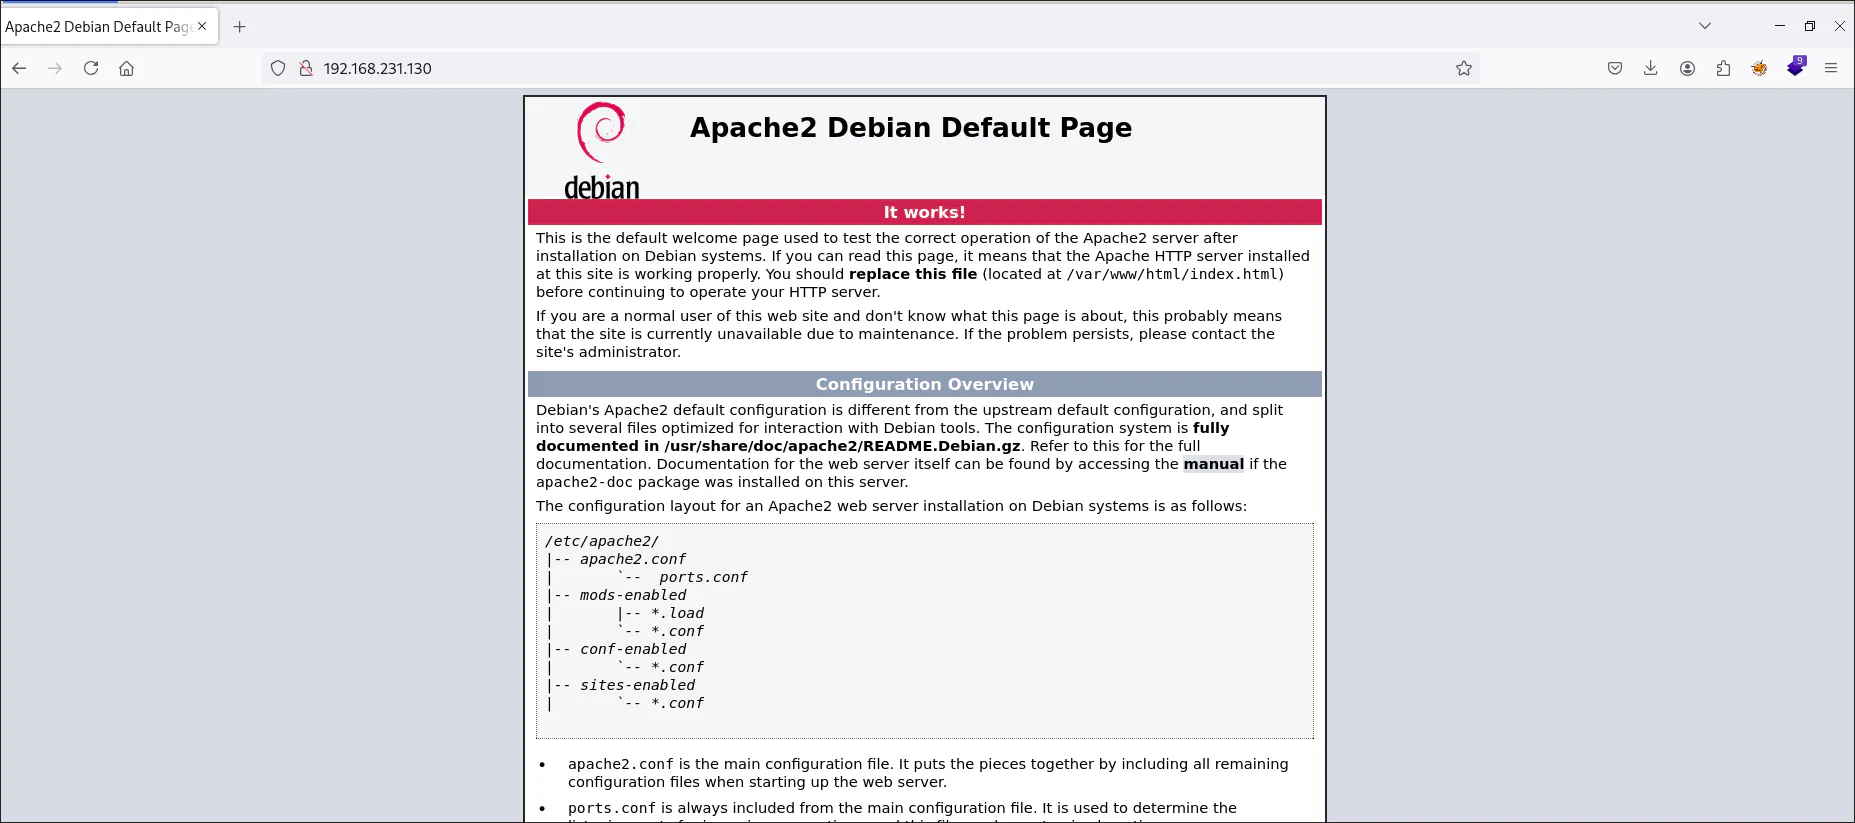 Apache2 Debian Default Pag
192.168.231.130
9
Apache2 Debian Default Page
debian
It works!
This is the default welcome page used to test the correct operation of the Apache2 server after
installation on Debian systems. If you can read this page, it means that the Apache HTTP server installed
at this site is working properly. You should replace this file (located at /var/www/html/index.html)
before continuing to operate your HTTP server.
If you are a normal user of this web site and don't know what this page is about, this probably means
that the site is currently unavailable due to maintenance. If the problem persists, please contact the
site's administrator.
Configuration Overview
Debian's Apache2 default configuration is different from the upstream default configuration, and split
into several files optimized for interaction with Debian tools. The configuration system is fully
documented in /usr/share/doc/apache2/README.Debian.gz. Refer to this for the full
documentation. Documentation for the web server itself can be found by accessing the manual if the
apache2-doc package was installed on this server.
The configuration layout for an Apache2 web server installation on Debian systems is as follows:
/etc/apache2/
|-- apache2.conf
|       `--  ports.conf
|-- mods-enabled
|       |-- *.load
|       `-- *.conf
|-- conf-enabled
|       `-- *.conf
|-- sites-enabled
|       `-- *.conf
• apache2.conf is the main configuration file. It puts the pieces together by including all remaining
configuration files when starting up the web server.
• ports.conf is always included from the main configuration file. It is used to determine the